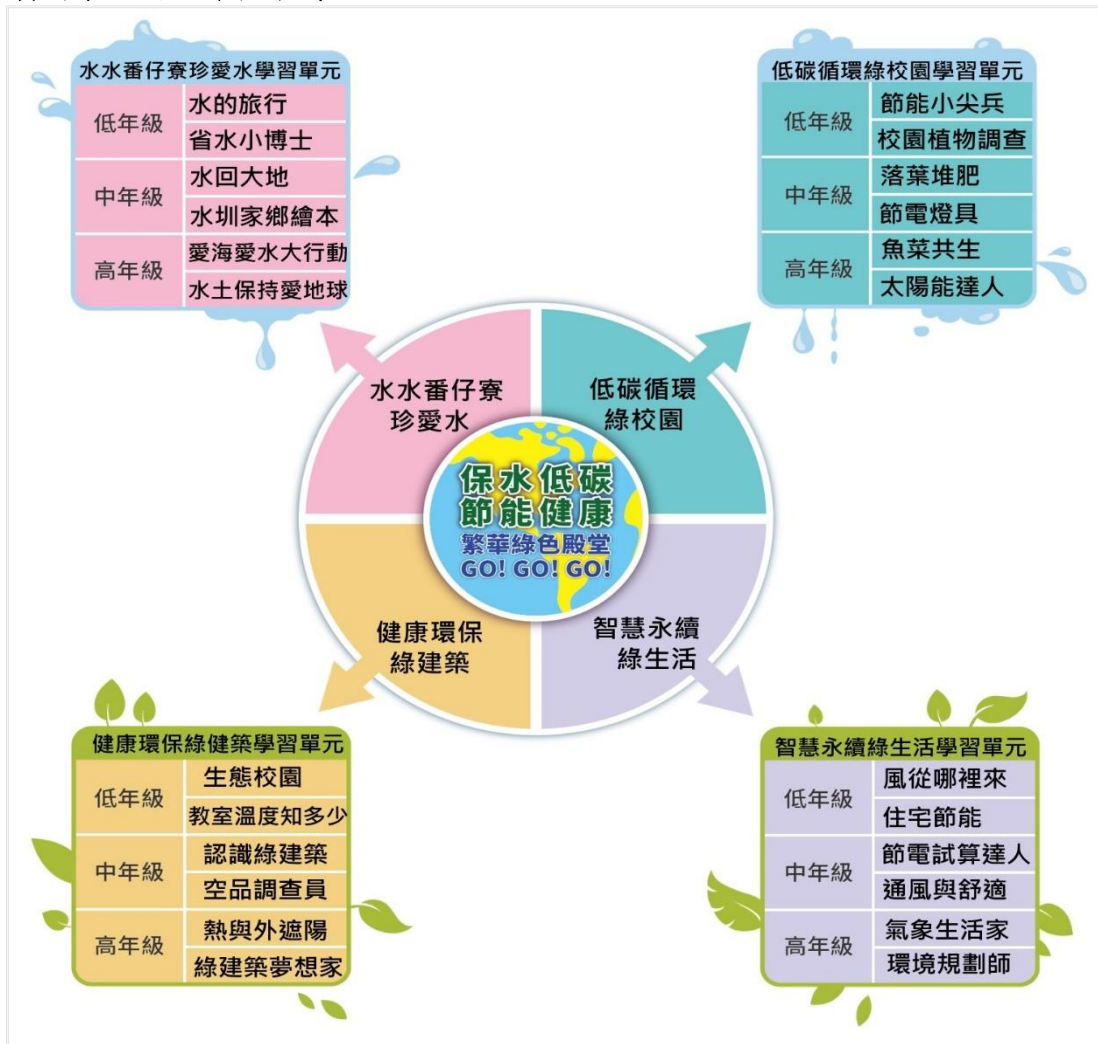 水水番仔寮珍愛水學習單元
低年級
水的旅行
省水小博士
中年級
水回大地
水圳家鄉繪本
高年級
愛海愛水大行動
水土保持愛地球
低碳循環綠校園學習單元
低年級
節能小尖兵
校園植物調查
中年級
落葉堆肥
節電燈具
高年級
魚菜共生
太陽能達人
水水番仔寮
珍愛水
低碳循環
綠校園
保水低碳
節能健康
繁華綠色殿堂
GO! GO! GO!
健康環保
綠建築
智慧永續
綠生活
健康環保綠健築學習單元
低年級
生態校園
教室溫度知多少
中年級
認識綠建築
空品調查員
高年級
熱與外遮陽
綠建築夢想家
智慧永續綠生活學習單元
低年級
風從哪裡來
住宅節能
中年級
節電試算達人
通風與舒適
高年級
氣象生活家
環境規劃師